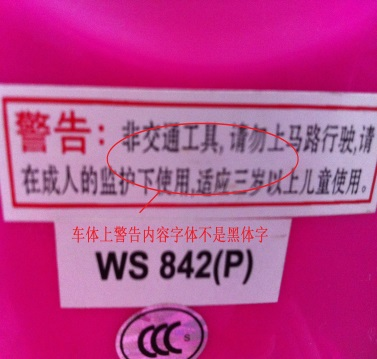 警告：非交通工具,请勿上马路行驶,请
在成人的监护下使用,适应三岁以上儿童使用。
车体上警告内容字体不是黑体字
WS 842(P)
CCC S